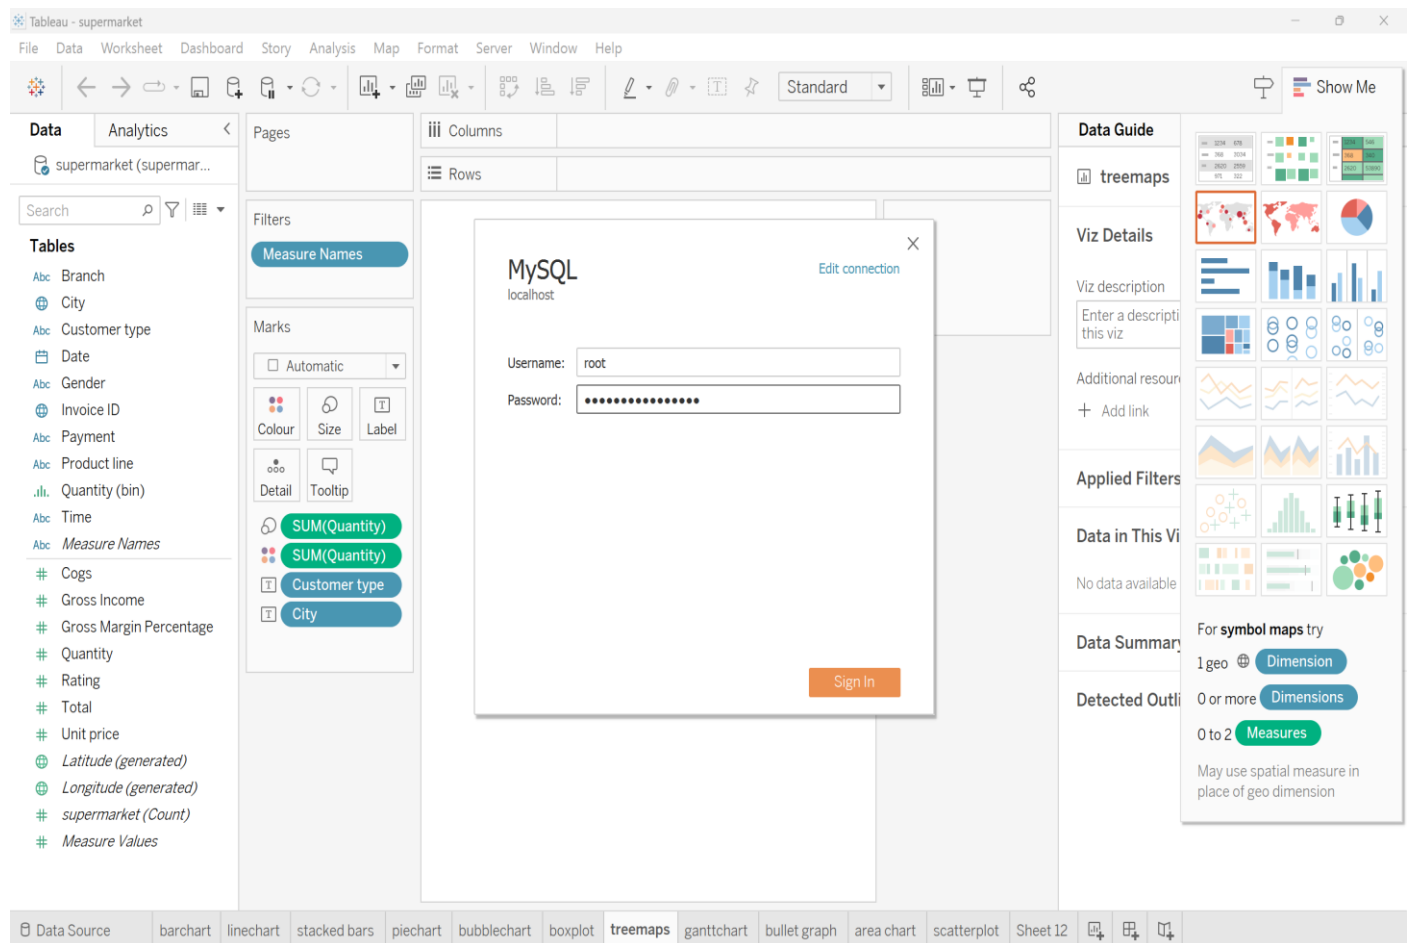 Tableau - supermarket
File Data Worksheet Dashboard Story Analysis Map Format Server Window Help
Standard
Show Me
Data Analytics
supermarket (supermar...
Search
Tables
Abc Branch
City
Abc Customer type
Date
Abc Gender
Invoice ID
Abc Payment
Abc Product line
Quantity (bin)
Abc Time
Abc Measure Names
# Cogs
# Gross Income
# Gross Margin Percentage
# Quantity
# Rating
# Total
# Unit price
Latitude (generated)
Longitude (generated)
# supermarket (Count)
# Measure Values
Pages
Filters
Measure Names
Marks
Automatic
Colour Size Label
Detail Tooltip
SUM(Quantity)
SUM(Quantity)
Customer type
City
Columns
Rows
MySQL
localhost
Edit connection
Username: root
Password: ••••••••••••••••
Sign In
Data Guide
treemaps
Viz Details
Viz description
Enter a descripti
this viz
Additional resour
+ Add link
Applied Filters
Data in This Vi
No data available
Data Summary
Detected Outli
For symbol maps try
1 geo Dimension
0 or more Dimensions
0 to 2 Measures
May use spatial measure in
place of geo dimension
Data Source barchart linechart stacked bars piechart bubblechart boxplot treemaps ganttchart bullet graph area chart scatterplot Sheet 12